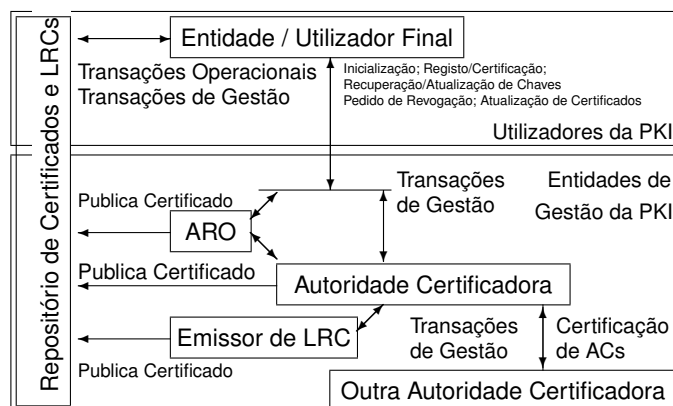 Repositório de Certificados e LRCs
Entidade / Utilizador Final
Transações Operacionais
Transações de Gestão
Inicialização; Registo/Certificação;
Recuperação/Atualização de Chaves
Pedido de Revogação; Atualização de Certificados
Utilizadores da PKI
Transações
de Gestão
Entidades de
Gestão da PKI
Publica Certificado
ARO
Publica Certificado
Autoridade Certificadora
Emissor de LRC
Publica Certificado
Transações
de Gestão
Certificação
de ACs
Outra Autoridade Certificadora